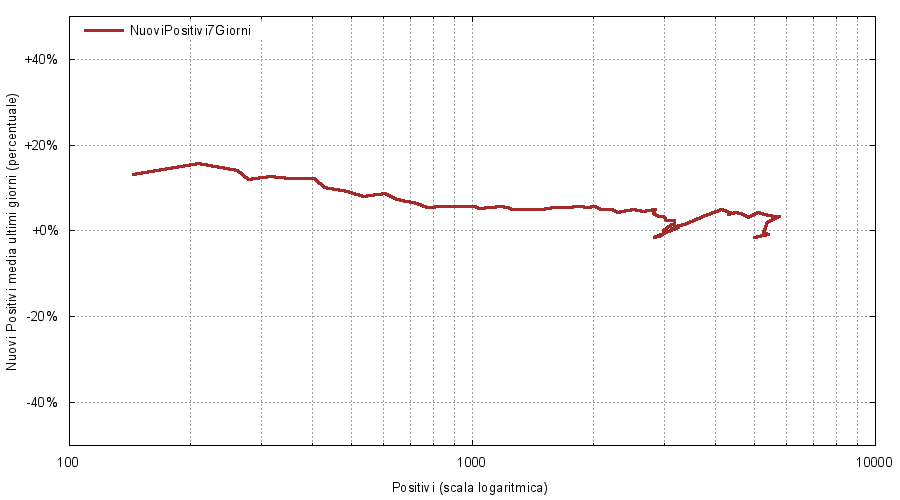 NuoviPositivi7Giorni
+40%
+20%
+0%
-20%
-40%
Nuovi Positivi media ultimi giorni (percentuale)
100 1000 10000
Positivi (scala logaritmica)